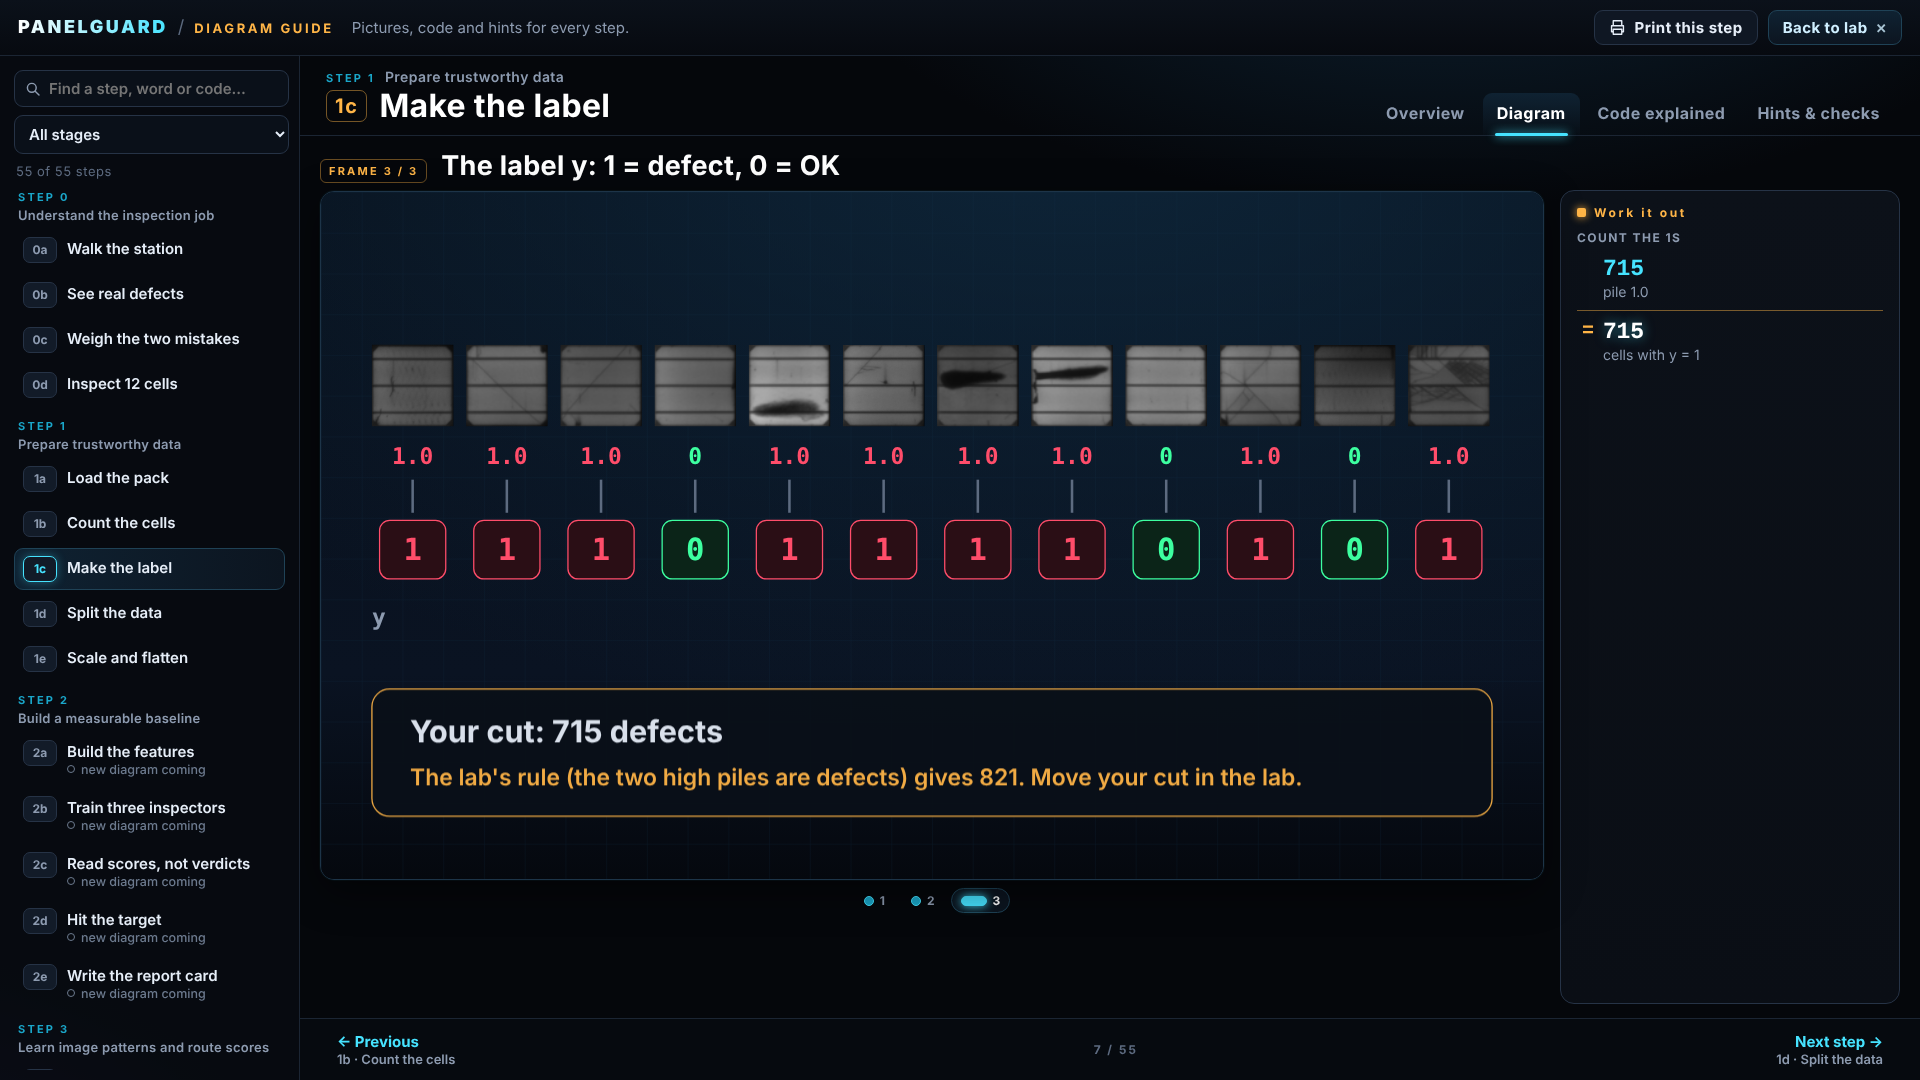 PANELGUARD / DIAGRAM GUIDE Pictures, code and hints for every step.
Print this step
Back to lab ×
Find a step, word or code...
All stages
55 of 55 steps
STEP 0
Understand the inspection job
0a Walk the station
0b See real defects
0c Weigh the two mistakes
0d Inspect 12 cells
STEP 1
Prepare trustworthy data
1a Load the pack
1b Count the cells
1c Make the label
1d Split the data
1e Scale and flatten
STEP 2
Build a measurable baseline
2a Build the features
new diagram coming
2b Train three inspectors
new diagram coming
2c Read scores, not verdicts
new diagram coming
2d Hit the target
new diagram coming
2e Write the report card
new diagram coming
STEP 3
Learn image patterns and route scores
STEP 1 Prepare trustworthy data
1c Make the label
Overview Diagram Code explained Hints & checks
FRAME 3 / 3 The label y: 1 = defect, 0 = OK
1.0 1.0 1.0 0 1.0 1.0 1.0 1.0 0 1.0 0 1.0
1 1 1 0 1 1 1 1 0 1 0 1
y
Your cut: 715 defects
The lab's rule (the two high piles are defects) gives 821. Move your cut in the lab.
1 2 3
Work it out
COUNT THE 1S
715
pile 1.0
= 715
cells with y = 1
← Previous
1b · Count the cells
7 / 55
Next step →
1d · Split the data